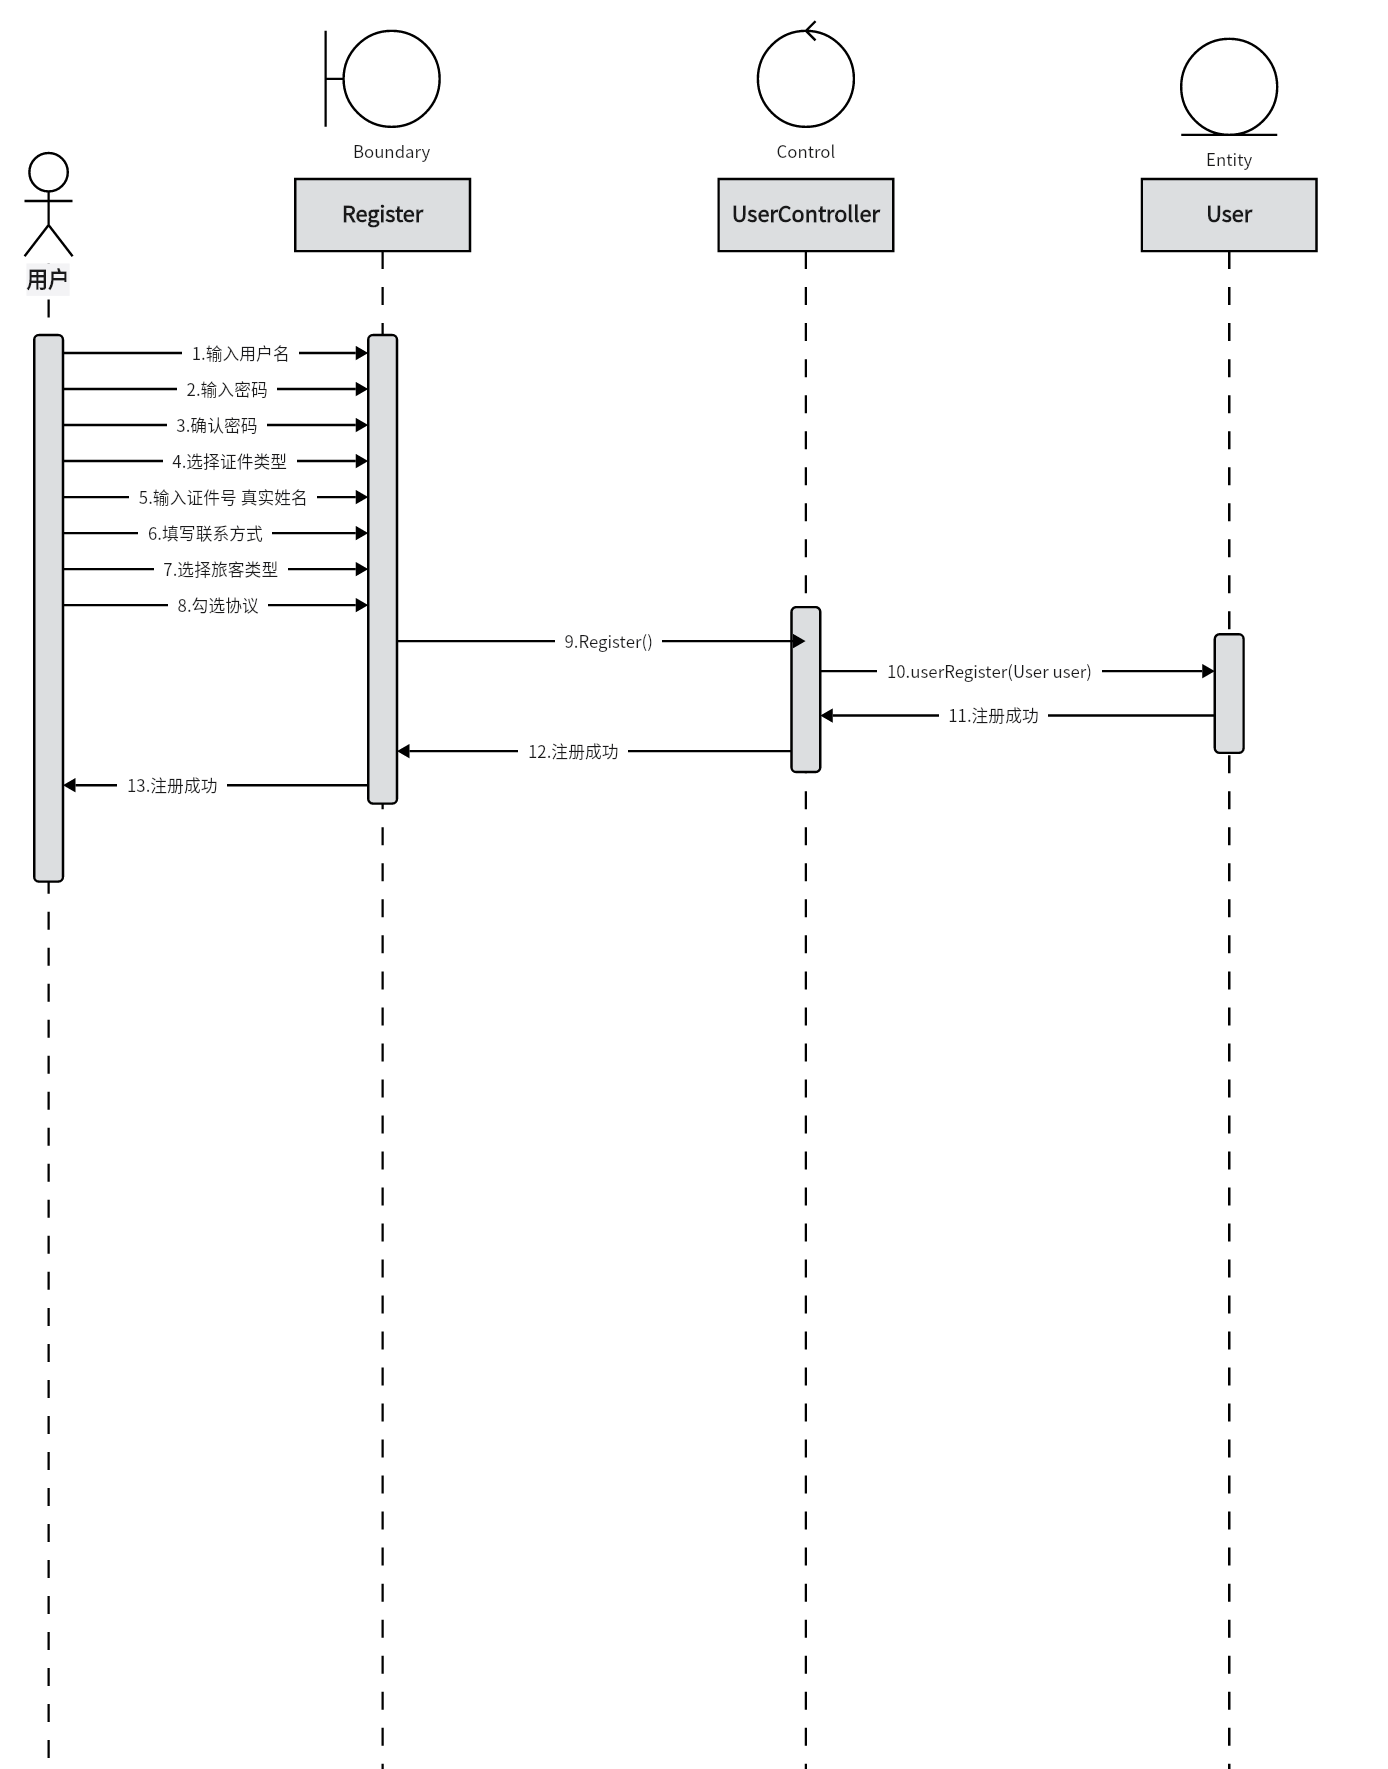 Boundary
Control
Entity
用户
Register
UserController
User
1.输入用户名
2.输入密码
3.确认密码
4.选择证件类型
5.输入证件号 真实姓名
6.填写联系方式
7.选择旅客类型
8.勾选协议
9.Register()
10.userRegister(User user)
11.注册成功
12.注册成功
13.注册成功